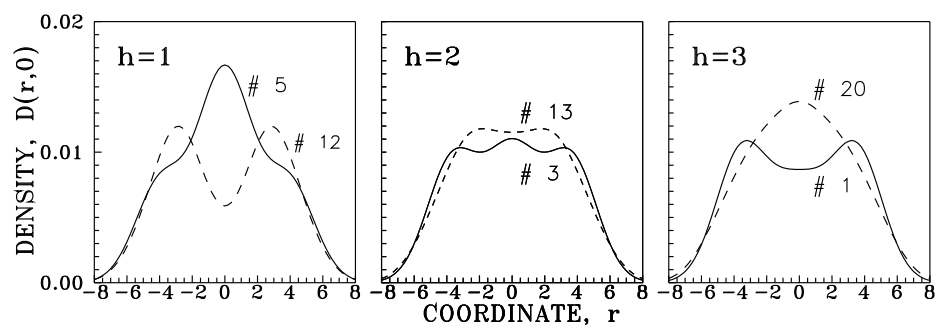 0.02
0.01
0.00
DENSITY, D(r,0)
h=1
# 5
# 12
-8 -6 -4 -2 0 2 4 6 8
h=2
# 13
# 3
-8 -6 -4 -2 0 2 4 6 8
h=3
# 20
# 1
-8 -6 -4 -2 0 2 4 6 8
COORDINATE, r